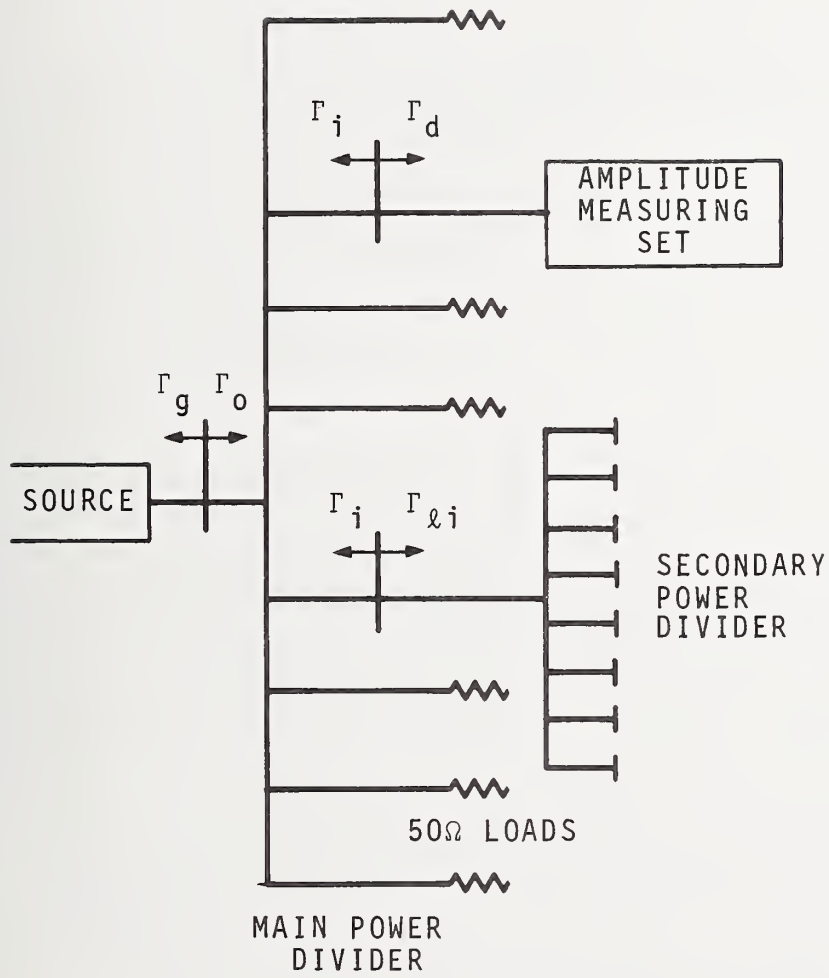 Γi Γd
AMPLITUDE
MEASURING
SET
Γg Γo
SOURCE
Γi Γℓi
SECONDARY
POWER
DIVIDER
50Ω LOADS
MAIN POWER
DIVIDER